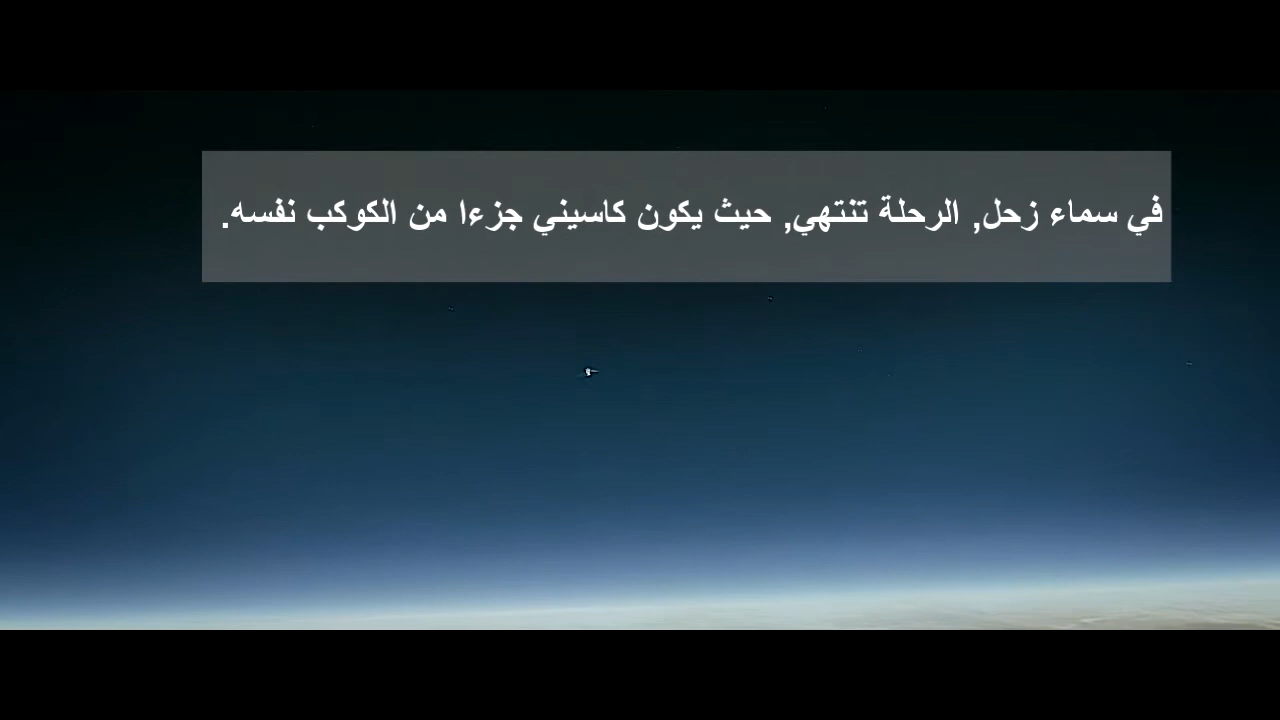 في سماء زحل, الرحلة تنتهي, حيث يكون كاسيني جزءا من الكوكب نفسه.